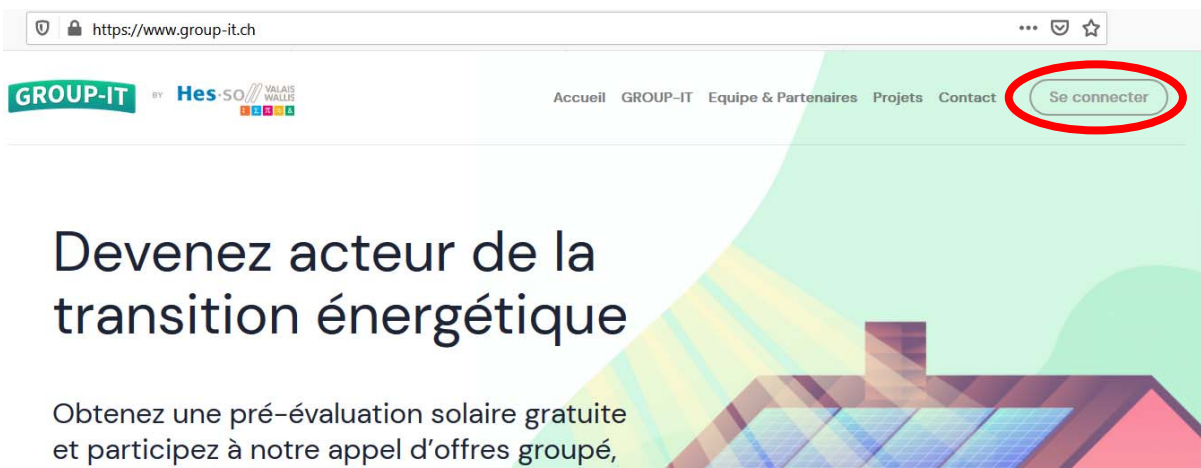 https://www.group-it.ch
GROUP-IT BY Hes·so// VALAIS WALLIS
Σ π ≈ &
Accueil GROUP-IT Equipe & Partenaires Projets Contact Se connecter
Devenez acteur de la
transition énergétique
Obtenez une pré-évaluation solaire gratuite
et participez à notre appel d'offres groupé,